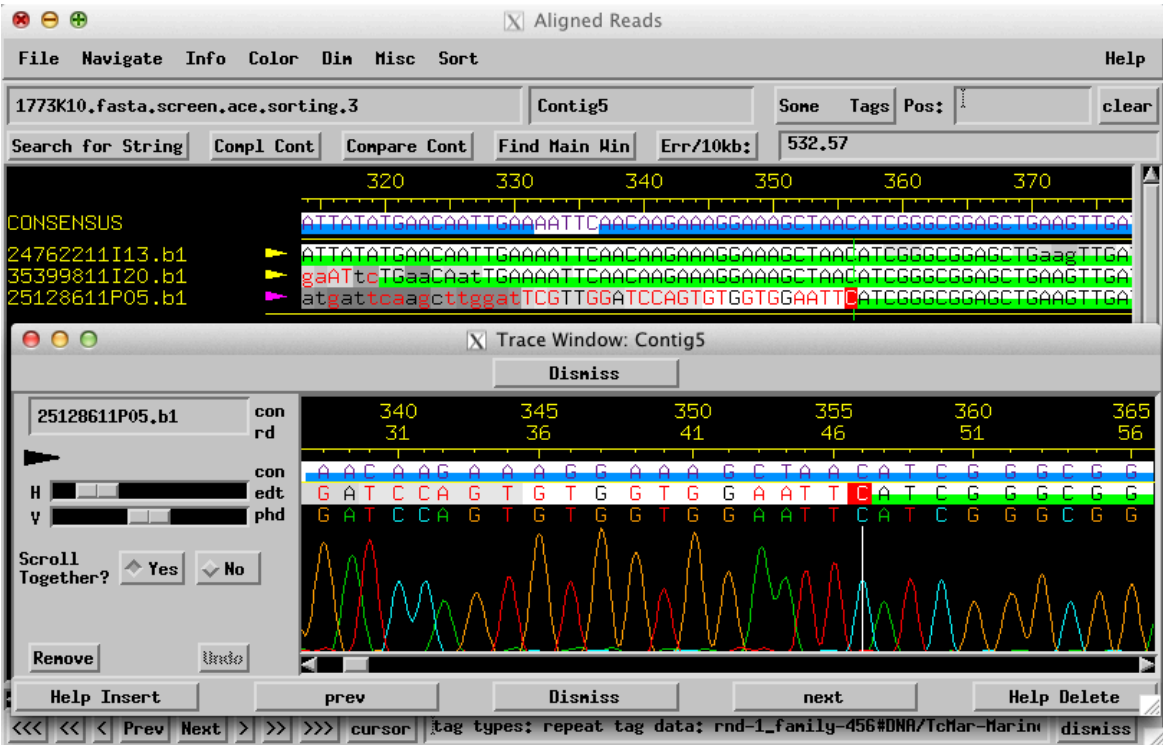 Aligned Reads
File Navigate Info Color Dim Misc Sort Help
1773K10.fasta.screen.ace.sorting.3 Contig5 Some Tags Pos: clear
Search for String Compl Cont Compare Cont Find Main Win Err/10kb: 532.57
320 330 340 350 360 370
CONSENSUS ATTATATGAACAATTGAAAATTCAACAAGAAAGGAAAGCTAACATCGGGCGGAGCTGAAGTTGA
24762211I13.b1 ATTATATGAACAATTGAAAATTCAACAAGAAAGGAAAGCTAACATCGGGCGGAGCTGaagTTGA
35399811I20.b1 gaATtcTGaaCAatTGAAAATTCAACAAGAAAGGAAAGCTAACATCGGGCGGAGCTGAAGTTGA
25128611P05.b1 atgattcaagcttggatTCGTTGGATCCAGTGTGGTGGAATTCATCGGGCGGAGCTGAAGTTGA
Trace Window: Contig5
Dismiss
25128611P05.b1 con 340 345 350 355 360 365
rd 31 36 41 46 51 56
con A A C A A G A A A G G A A A G C T A A C A T C G G G C G G
H edt G A T C C A G T G T G G T G G A A T T C A T C G G G C G G
V phd G A T C C A G T G T G G T G G A A T T C A T C G G G C G G
Scroll
Together? Yes No
Remove Undo
Help Insert prev Dismiss next Help Delete
<<< << < Prev Next > >> >>> cursor tag types: repeat tag data: rnd-1_family-456#DNA/TcMar-Marin dismiss